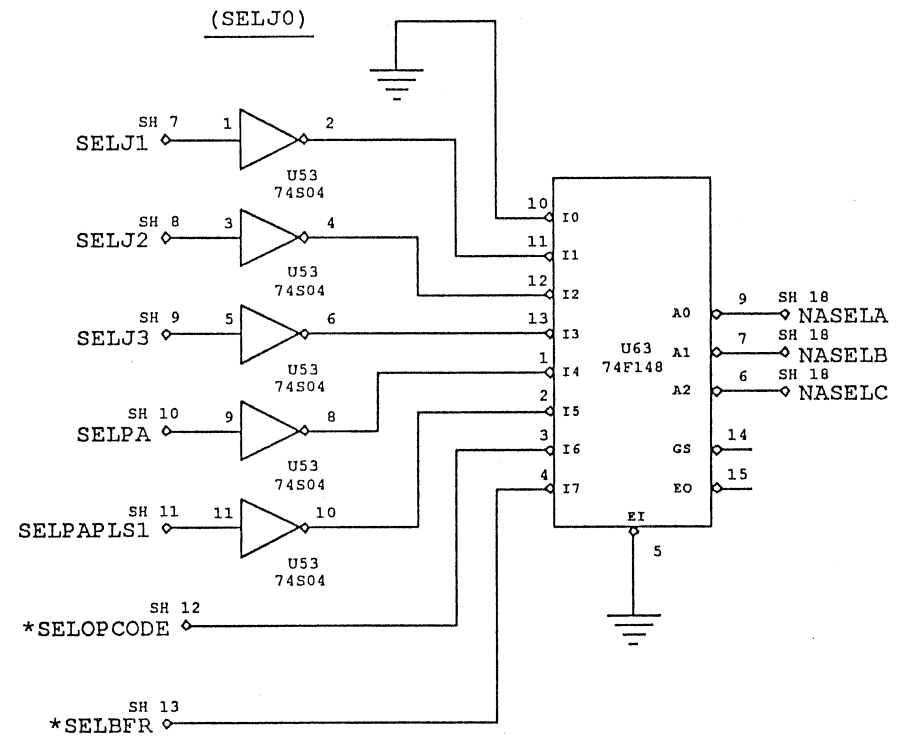 (SELJ0)
SH 7
SELJ1
1
2
U53
74S04
SH 8
SELJ2
3
4
U53
74S04
SH 9
SELJ3
5
6
U53
74S04
SH 10
SELPA
9
8
U53
74S04
SH 11
SELPAPLS1
11
10
U53
74S04
SH 12
*SELOPCODE
SH 13
*SELBFR
10 I0
11 I1
12 I2
13 I3
1 I4
2 I5
3 I6
4 I7
U63
74F148
A0 9 SH 18 NASELA
A1 7 SH 18 NASELB
A2 6 SH 18 NASELC
GS 14
EO 15
EI
5